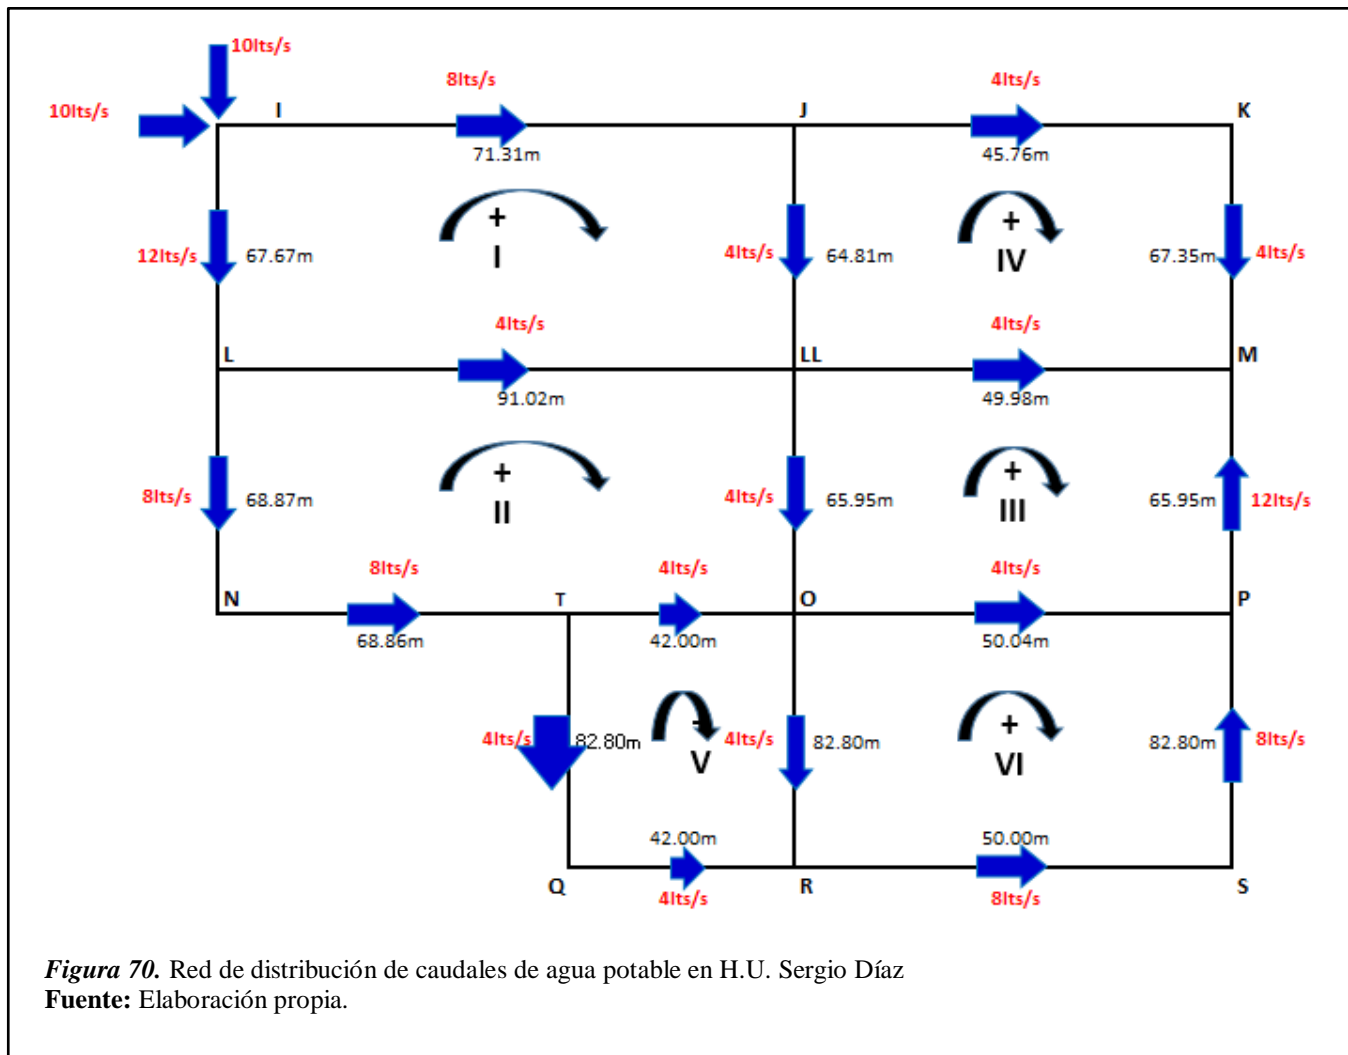 10lts/s
10lts/s
I
8lts/s
J
4lts/s
K
71.31m
45.76m
+
I
+
IV
12lts/s
67.67m
4lts/s
64.81m
67.35m
4lts/s
L
4lts/s
LL
4lts/s
M
91.02m
49.98m
+
II
+
III
8lts/s
68.87m
4lts/s
65.95m
65.95m
12lts/s
N
8lts/s
T
4lts/s
O
4lts/s
P
68.86m
42.00m
50.04m
4lts/s
82.80m
V
4lts/s
82.80m
+
VI
82.80m
8lts/s
42.00m
50.00m
Q
4lts/s
R
8lts/s
S
Figura 70. Red de distribución de caudales de agua potable en H.U. Sergio Díaz
Fuente: Elaboración propia.